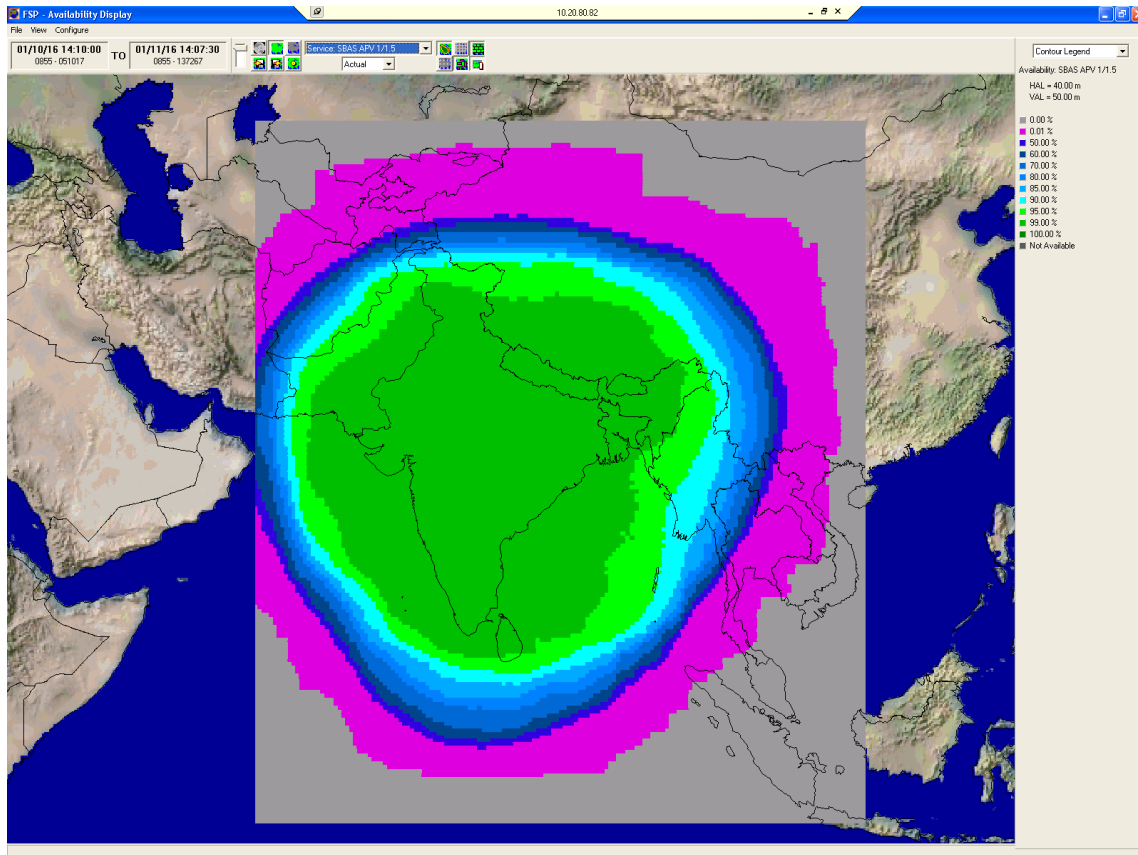 FSP - Availability Display
10.20.80.82
File View Configure
01/10/16 14:10:00
0855 - 051017
TO
01/11/16 14:07:30
0855 - 137267
Service: SBAS APV 1/1.5
Actual
Contour Legend
Availability: SBAS APV 1/1.5
HAL = 40.00 m
VAL = 50.00 m
0.00 %
0.01 %
50.00 %
60.00 %
70.00 %
80.00 %
85.00 %
90.00 %
95.00 %
99.00 %
100.00 %
Not Available